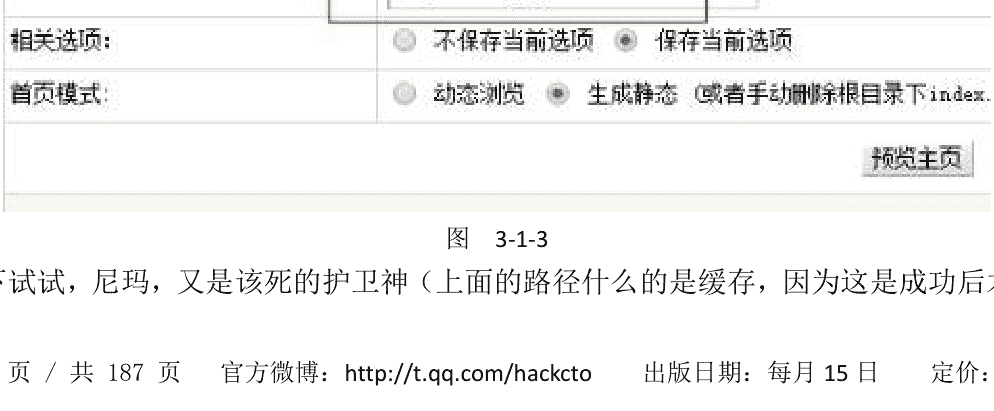 相关选项：
不保存当前选项 保存当前选项
首页模式：
动态浏览 生成静态 （或者手动删除根目录下index.
预览主页
图 3-1-3
下试试，尼玛，又是该死的护卫神（上面的路径什么的是缓存，因为这是成功后
页 / 共 187 页 官方微博：http://t.qq.com/hackcto 出版日期：每月 15 日 定价：